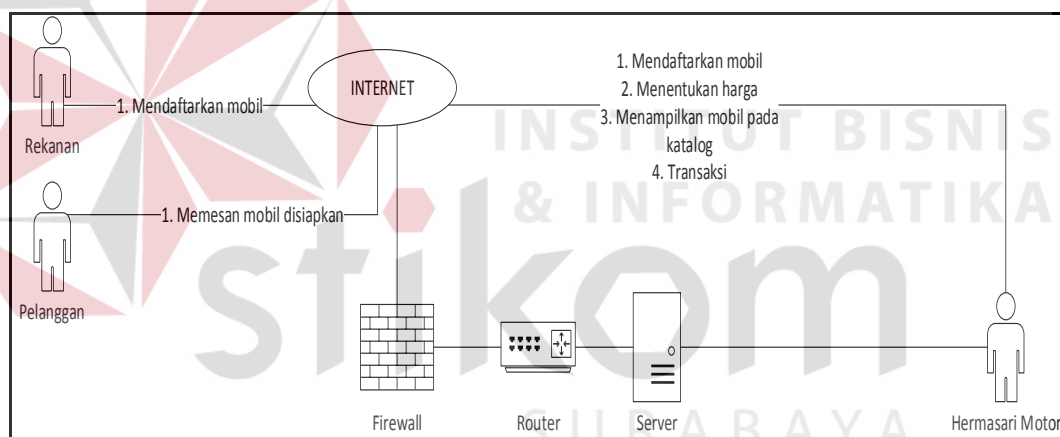 1. Mendaftarkan mobil
Rekanan
INTERNET
1. Mendaftarkan mobil
2. Menentukan harga
3. Menampilkan mobil pada
katalog
4. Transaksi
1. Memesan mobil disiapkan
Pelanggan
Firewall
Router
Server
Hermasari Motor
INSTITUT BISNIS
& INFORMATIKA
stikom
SURABAYA